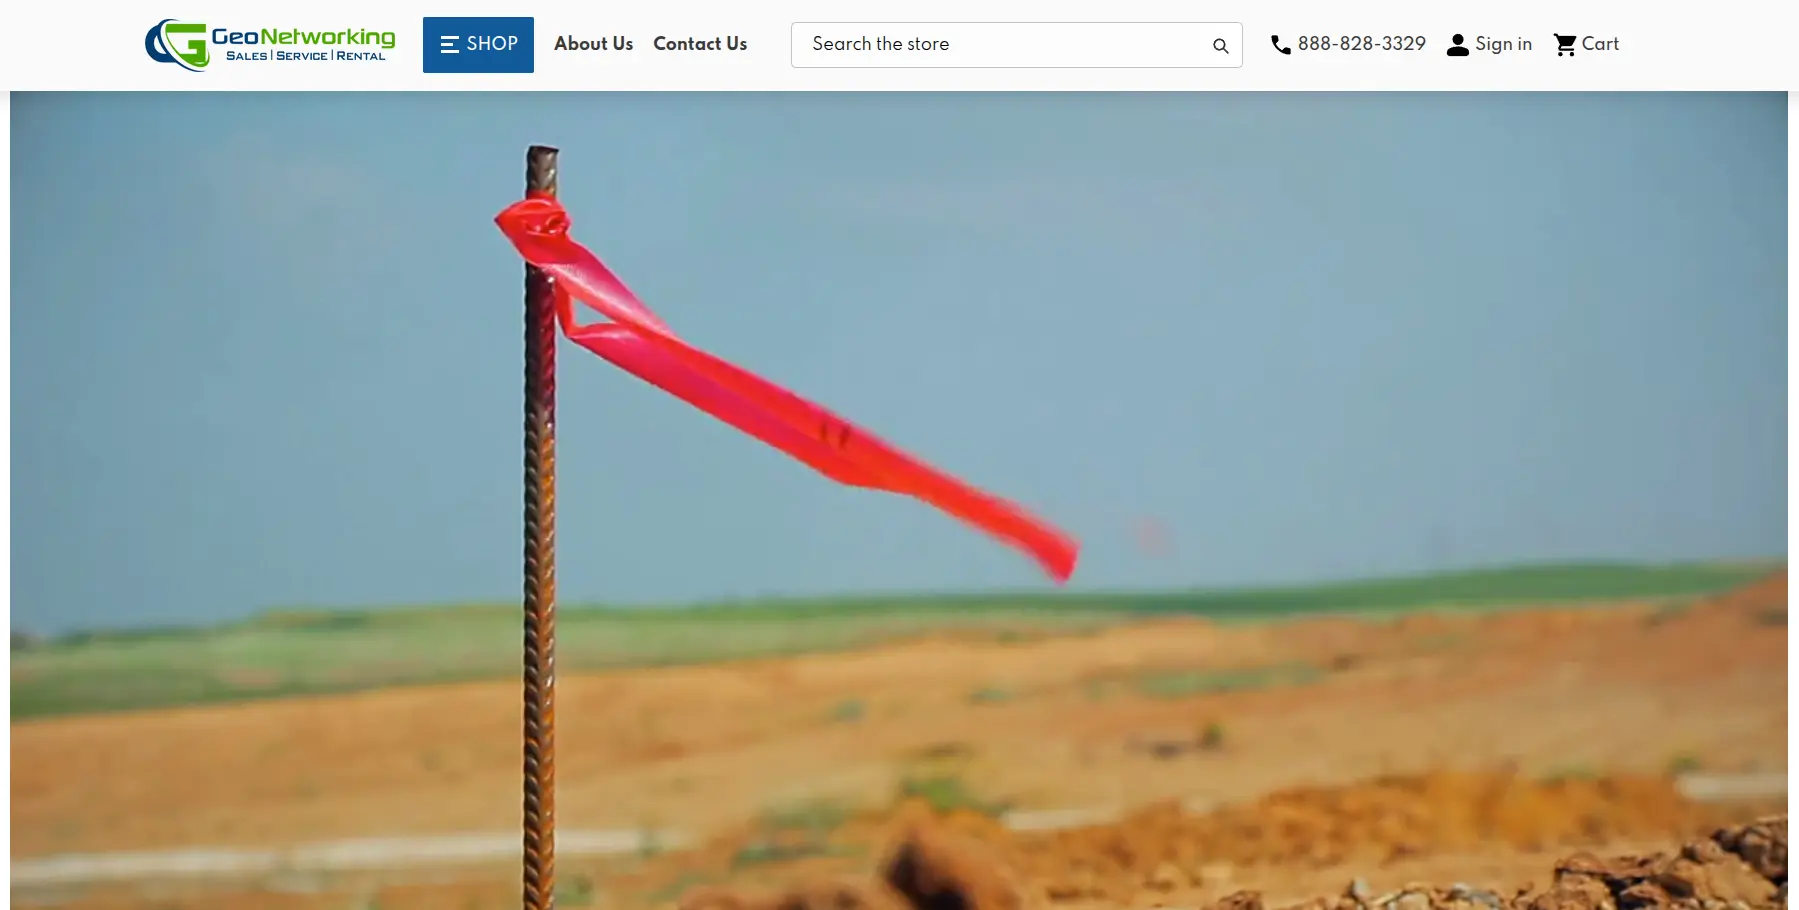 GeoNetworking
SALES | SERVICE | RENTAL
SHOP
About Us
Contact Us
Search the store
888-828-3329
Sign in
Cart